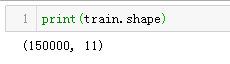 1 print(train.shape)
(150000, 11)